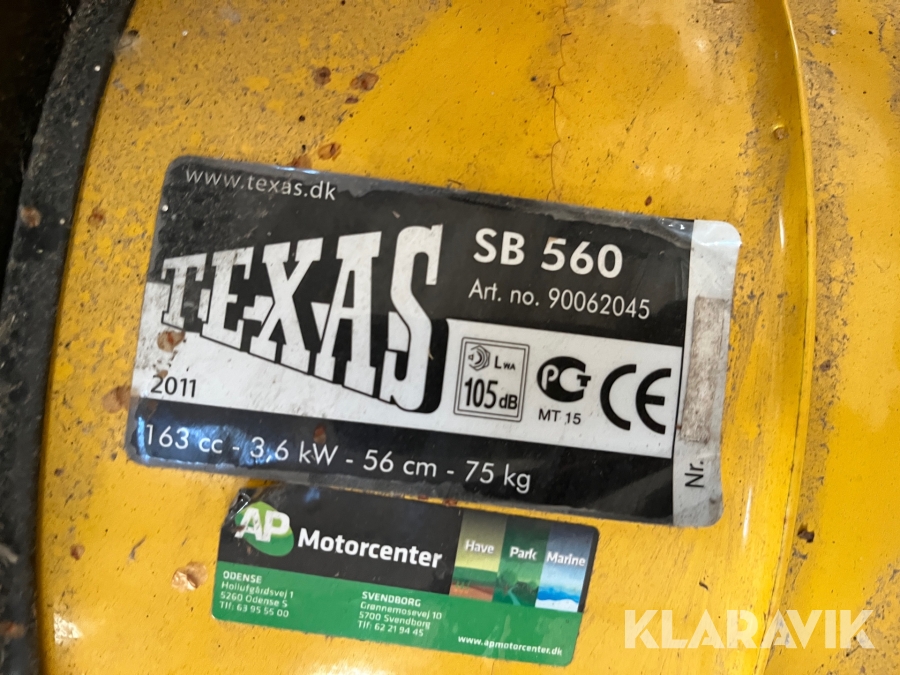 www.texas.dk
TEXAS
SB 560
Art. no. 90062045
LWA
105dB
РСТ
MT 15
CE
2011
163 cc - 3,6 kW - 56 cm - 75 kg
Nr.
AP Motorcenter
Have Park Marine
ODENSE
Hollufgårdsvej 1
5260 Odense S
Tlf: 63 95 55 00
SVENDBORG
Grønnemosevej 10
5700 Svendborg
Tlf: 62 21 94 45
www.apmotorcenter.dk
KLARAVIK